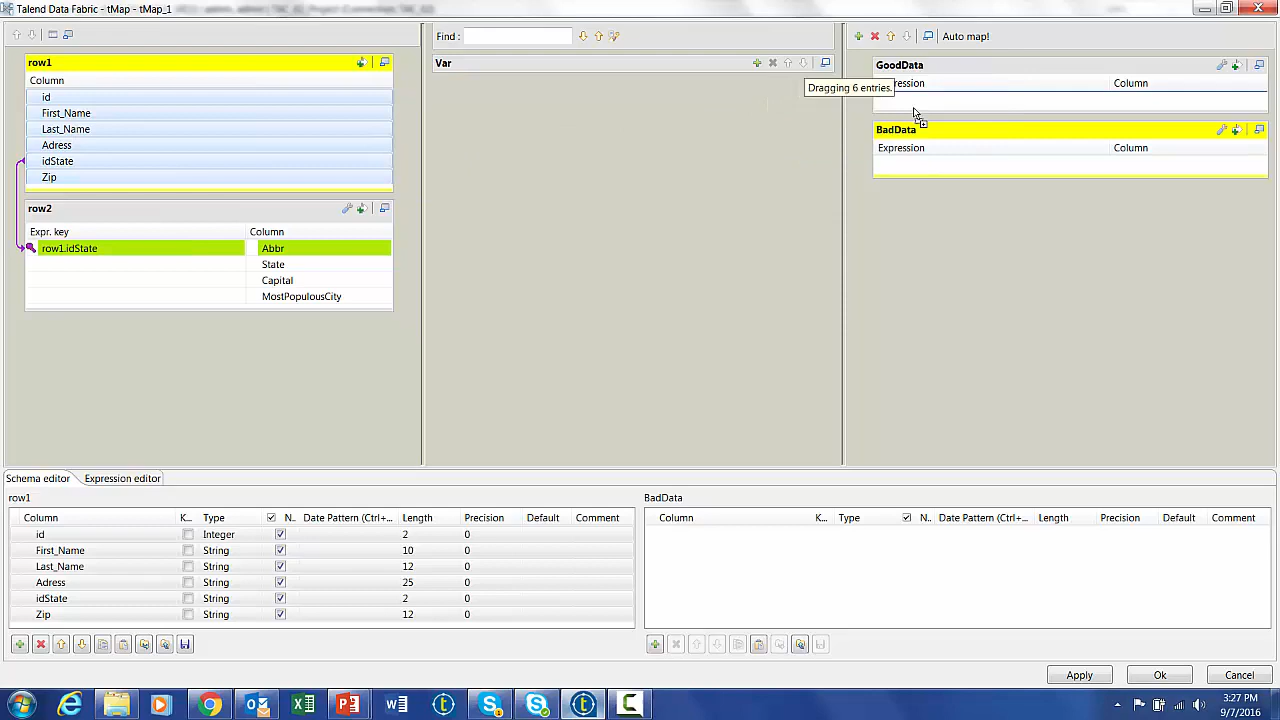 Talend Data Fabric - tMap - tMap_1
Find :
Auto map!
row1
Column
id
First_Name
Last_Name
Adress
idState
Zip
row2
Expr. key Column
row1.idState Abbr
State
Capital
MostPopulousCity
Var
Dragging 6 entries.
GoodData
Column
BadData
Expression Column
Schema editor Expression editor
row1
Column K... Type N.. Date Pattern (Ctrl+... Length Precision Default Comment
id Integer 2 0
First_Name String 10 0
Last_Name String 12 0
Adress String 25 0
idState String 2 0
Zip String 12 0
BadData
Column K... Type N.. Date Pattern (Ctrl+... Length Precision Default Comment
Apply Ok Cancel
3:27 PM
9/7/2016